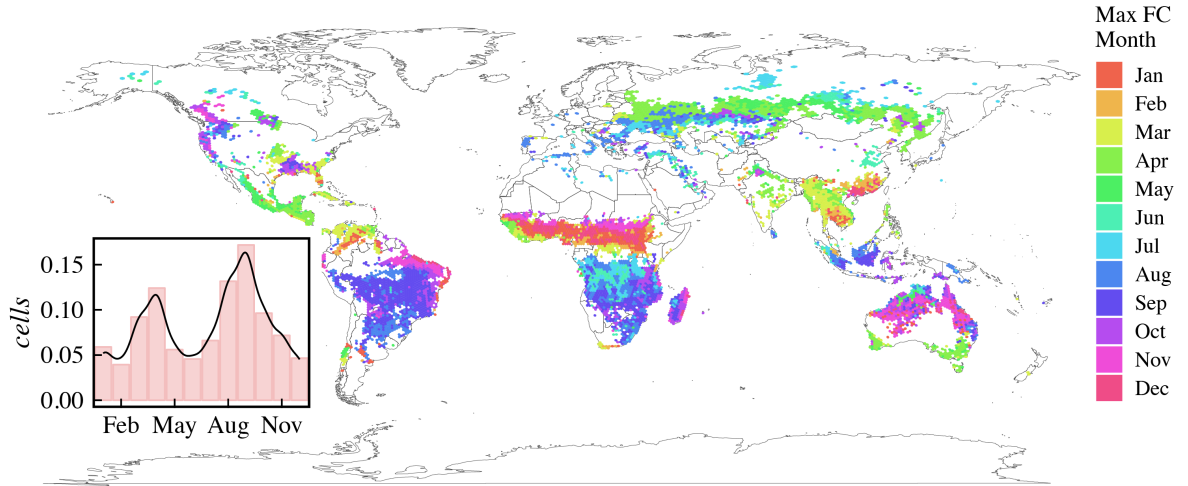 Max FC
Month
Jan
Feb
Mar
Apr
May
Jun
Jul
Aug
Sep
Oct
Nov
Dec
cells
0.15
0.10
0.05
0.00
Feb May Aug Nov